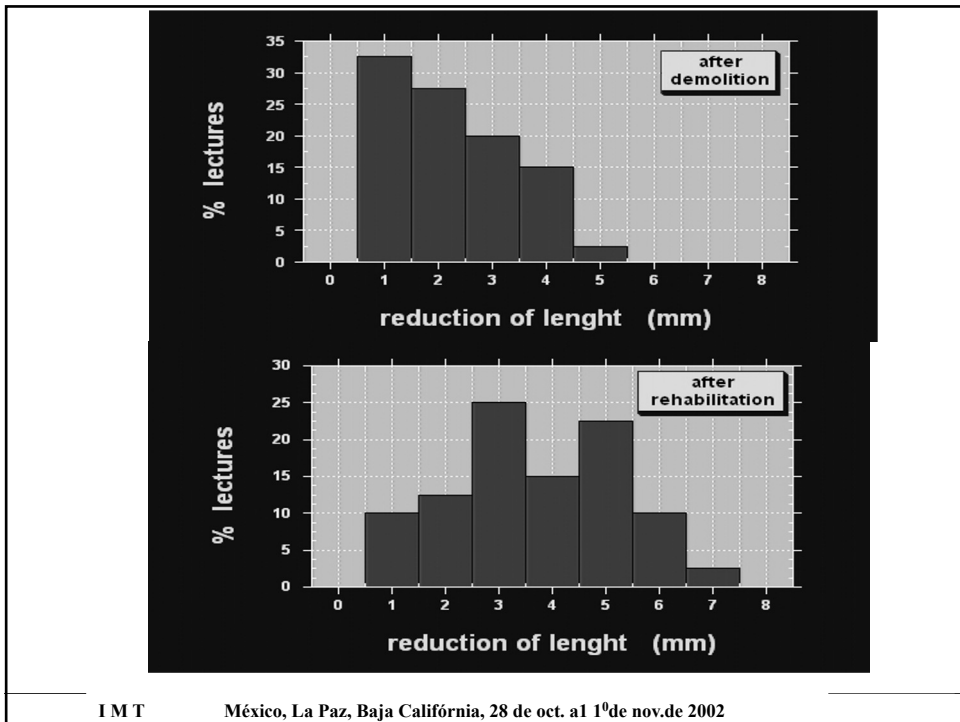 35
30
25
20
15
10
5
0
% lectures
after
demolition
0 1 2 3 4 5 6 7 8
reduction of lenght (mm)
30
25
20
15
10
5
0
% lectures
after
rehabilitation
0 1 2 3 4 5 6 7 8
reduction of lenght (mm)
I M T México, La Paz, Baja Califórnia, 28 de oct. a1 1⁰de nov.de 2002